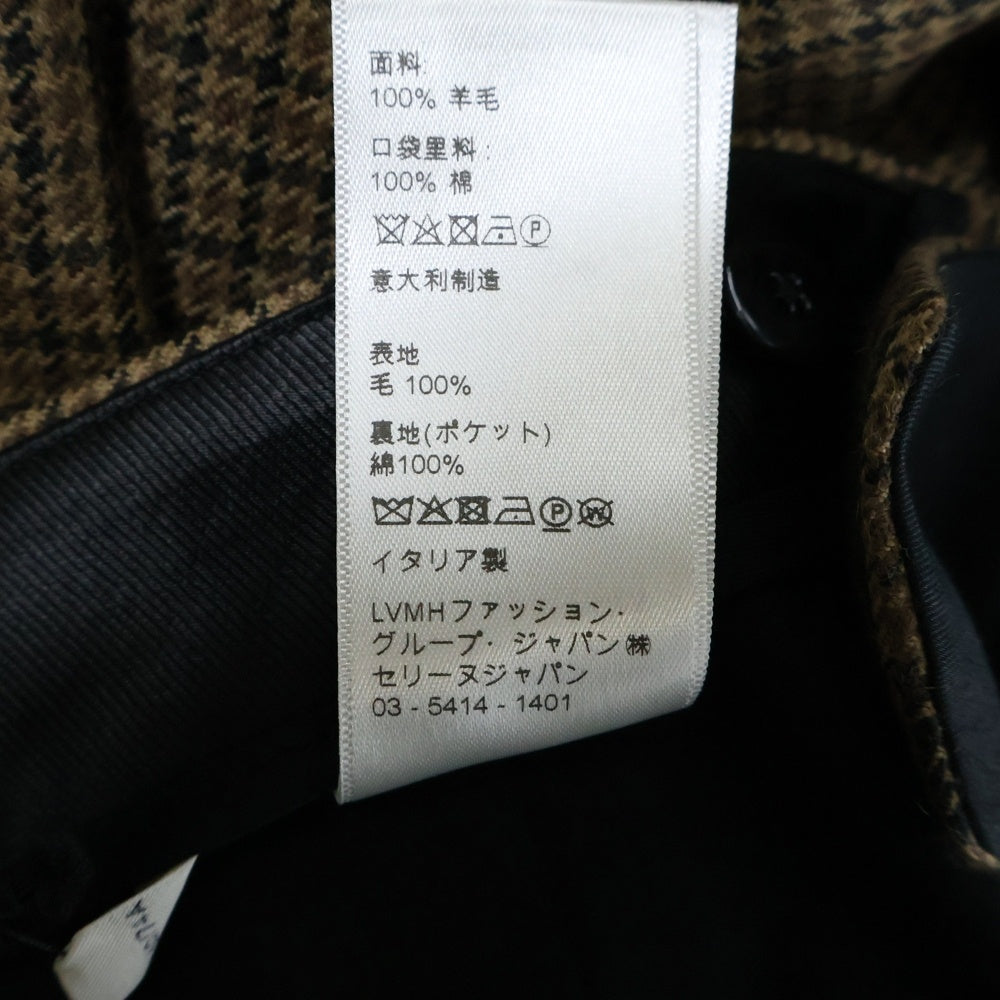 面料:
100% 羊毛
口袋里料:
100% 棉
P
意大利制造
表地
毛 100%
裏地(ポケット)
綿100%
P W
イタリア製
LVMHファッション・
グループ・ジャパン㈱
セリーヌジャパン
03 - 5414 - 1401